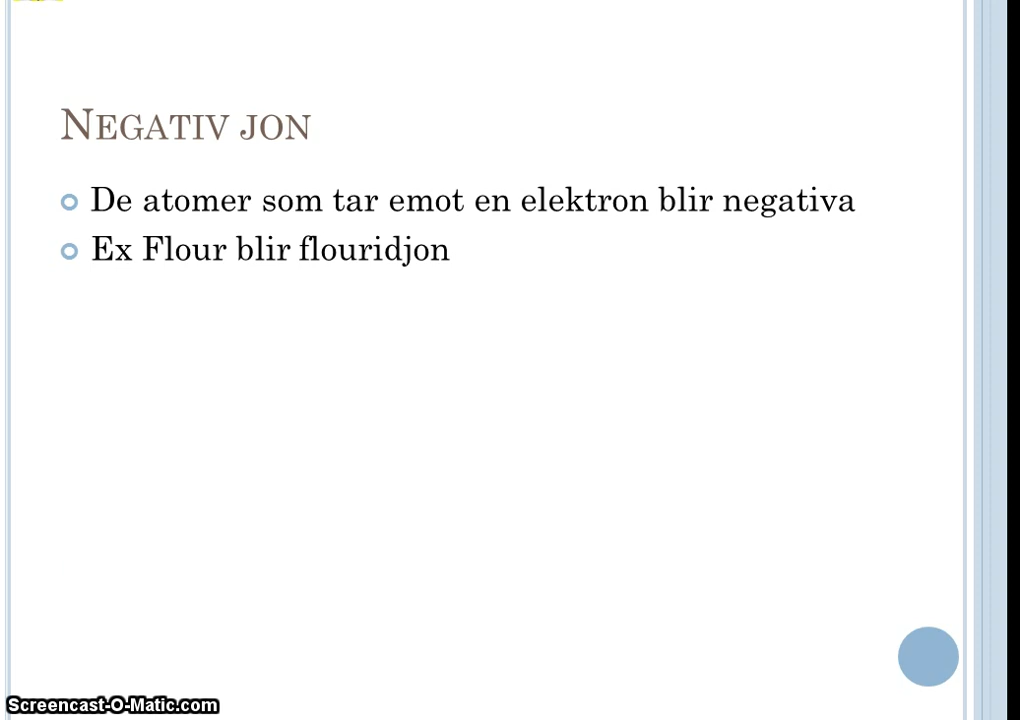 Negativ jon
De atomer som tar emot en elektron blir negativa
Ex Flour blir flouridjon
Screencast-O-Matic.com